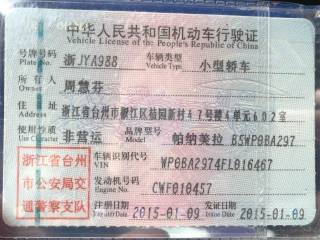 中华人民共和国机动车行驶证
Vehicle License of the People's Republic of China
号牌号码 浙JYA988 车辆类型 小型轿车
Plate No. Vehicle Type
所有人 周慧芬
Owner
住址 浙江省台州市椒江区桔园新村47号楼4单元602室
Address
使用性质 非营运 品牌型号 帕纳美拉 BSWP0BA297
Use Character Model
浙江省台州市公安局交通警察支队
车辆识别代号 WP0BA2974FL016467
VIN
发动机号码 CWF010457
Engine No.
注册日期 2015-01-09 发证日期 2015-01-09
Register Date Issue Date